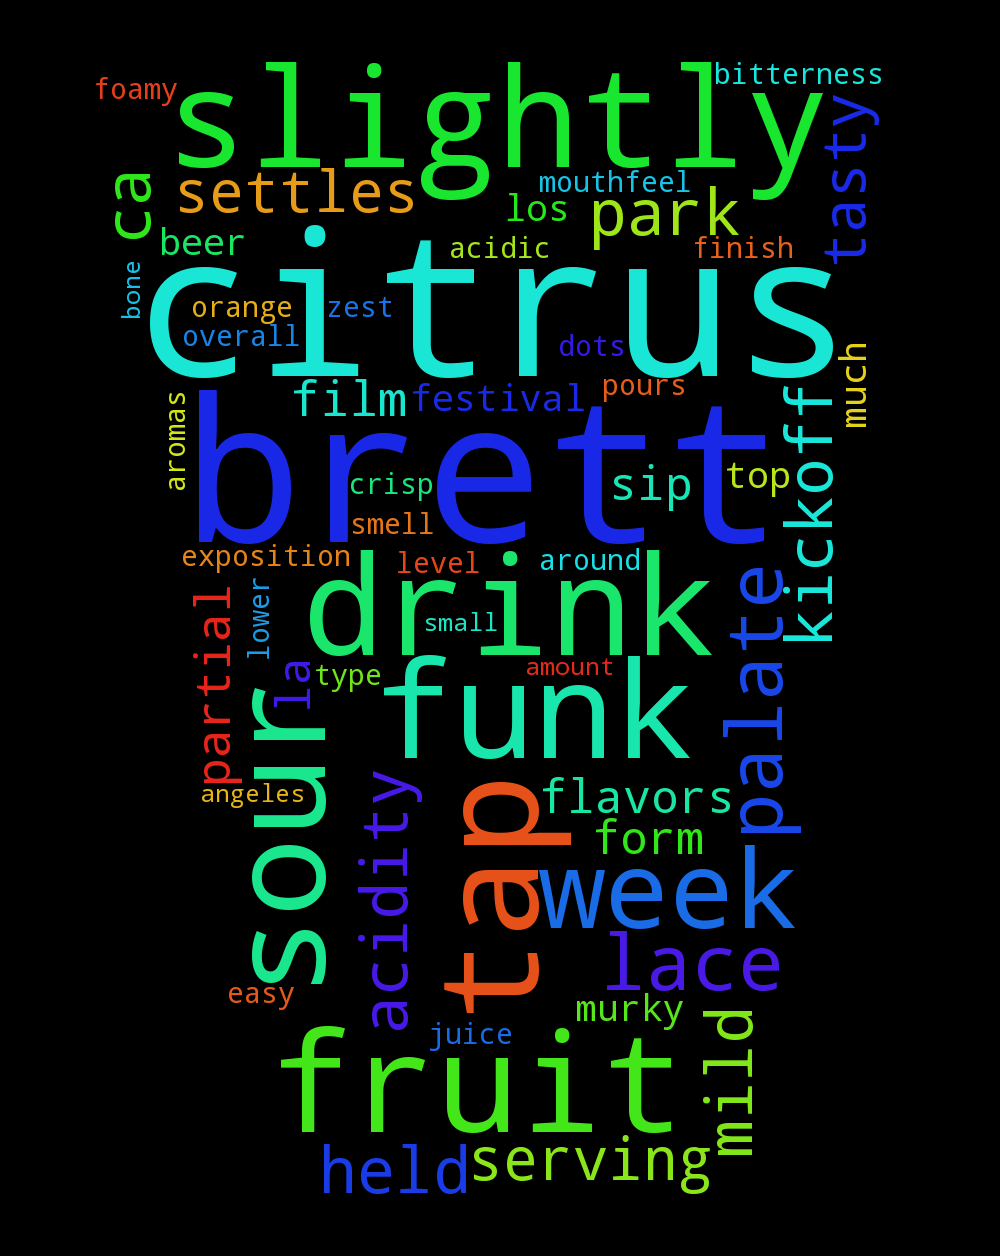 slightly
bitterness
foamy
tasty
ca
settles
mouthfeel
los
park
beer
acidic
finish
citrus
bone
orange
zest
overall
dots
much
film
festival
pours
kickoff
aromas
brett
crisp
sip
top
smell
exposition
level
around
drink
palate
lower
partial
small
la
type
amount
funk
sour
acidity
tap
angeles
flavors
form
week
lace
easy
murky
mild
juice
fruit
held
serving